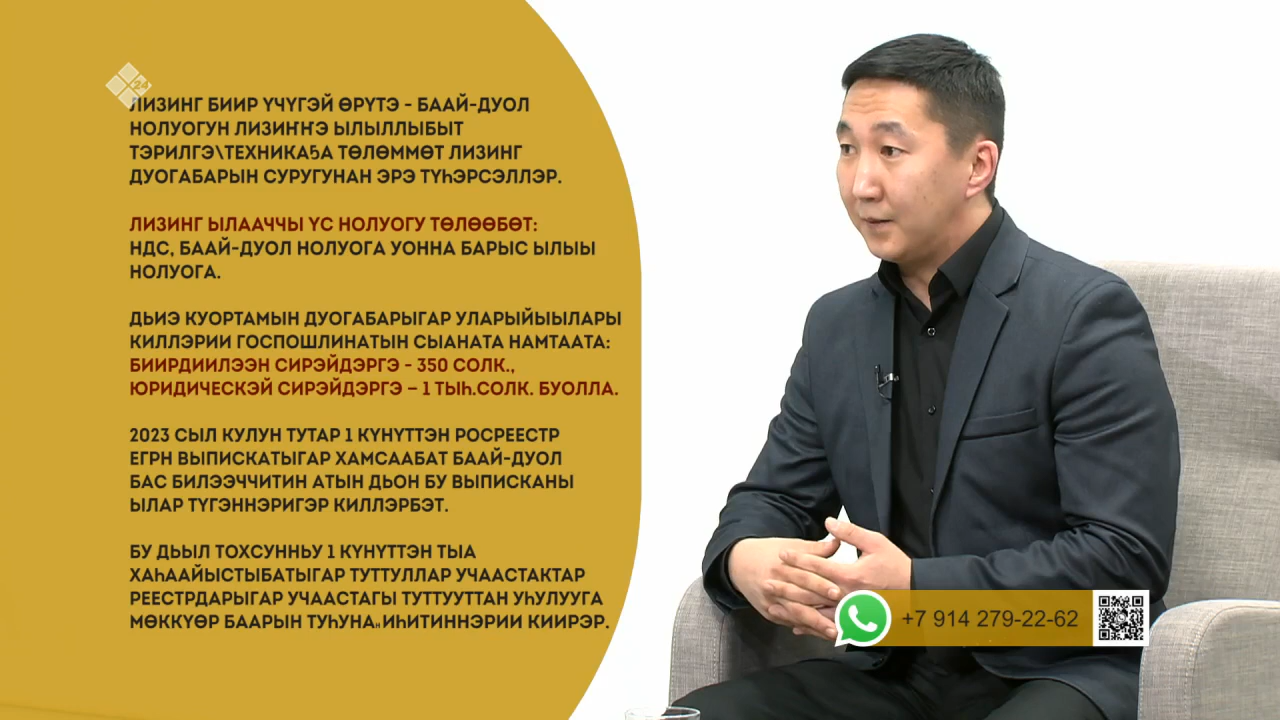 24
ЛИЗИНГ БИИР ҮЧҮГЭЙ ӨРҮТЭ - БААЙ-ДУОЛ
НОЛУОГУН ЛИЗИҤҤЭ ЫЛЫЛЛЫБЫТ
ТЭРИЛГЭ\ТЕХНИКАҔА ТӨЛӨММӨТ ЛИЗИНГ
ДУОГАБАРЫН СУРУГУНАН ЭРЭ ТҮҺЭРСЭЛЛЭР.
ЛИЗИНГ ЫЛААЧЧЫ ҮС НОЛУОГУ ТӨЛӨӨБӨТ:
НДС, БААЙ-ДУОЛ НОЛУОГА УОННА БАРЫС ЫЛЫЫ
НОЛУОГА.
ДЬИЭ КУОРТАМЫН ДУОГАБАРЫГАР УЛАРЫЙЫЫЛАРЫ
КИЛЛЭРИИ ГОСПОШЛИНАТЫН СЫАНАТА НАМТААТА:
БИИРДИИЛЭЭН СИРЭЙДЭРГЭ - 350 СОЛК.,
ЮРИДИЧЕСКЭЙ СИРЭЙДЭРГЭ – 1 ТЫҺ.СОЛК. БУОЛЛА.
2023 СЫЛ КУЛУН ТУТАР 1 КҮНҮТТЭН РОСРЕЕСТР
ЕГРН ВЫПИСКАТЫГАР ХАМСААБАТ БААЙ-ДУОЛ
БАС БИЛЭЭЧЧИТИН АТЫН ДЬОН БУ ВЫПИСКАНЫ
ЫЛАР ТҮГЭННЭРИГЭР КИЛЛЭРБЭТ.
БУ ДЬЫЛ ТОХСУННЬУ 1 КҮНҮТТЭН ТЫА
ХАҺААЙЫСТЫБАТЫГАР ТУТТУЛЛАР УЧААСТАКТАР
РЕЕСТРДАРЫГАР УЧААСТАГЫ ТУТТУУТТАН УҺУЛУУГА
МӨККҮӨР БААРЫН ТУҺУНАН ИҺИТИННЭРИИ КИИРЭР.
+7 914 279-22-62